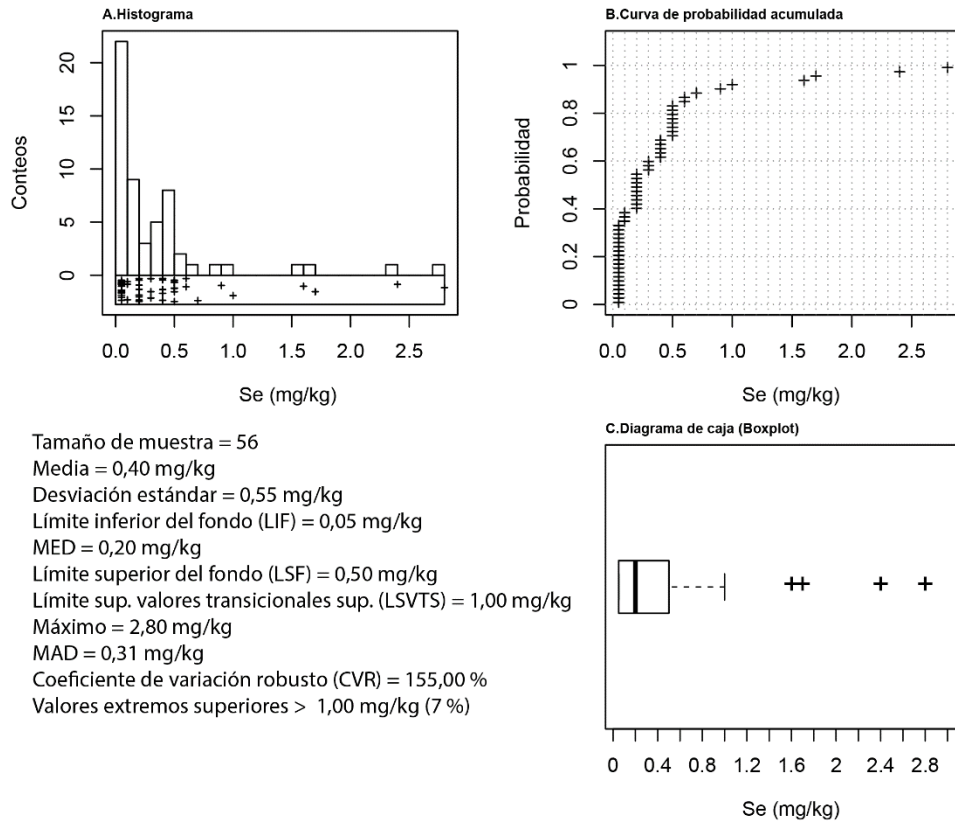 A.Histograma
20
15
10
5
0
Conteos
0.0 0.5 1.0 1.5 2.0 2.5
Se (mg/kg)
B.Curva de probabilidad acumulada
1
0.8
0.6
0.4
0.2
0
Probabilidad
0.0 0.5 1.0 1.5 2.0 2.5
Se (mg/kg)
Tamaño de muestra = 56
Media = 0,40 mg/kg
Desviación estándar = 0,55 mg/kg
Límite inferior del fondo (LIF) = 0,05 mg/kg
MED = 0,20 mg/kg
Límite superior del fondo (LSF) = 0,50 mg/kg
Límite sup. valores transicionales sup. (LSVTS) = 1,00 mg/kg
Máximo = 2,80 mg/kg
MAD = 0,31 mg/kg
Coeficiente de variación robusto (CVR) = 155,00 %
Valores extremos superiores > 1,00 mg/kg (7 %)
C.Diagrama de caja (Boxplot)
0 0.4 0.8 1.2 1.6 2 2.4 2.8
Se (mg/kg)